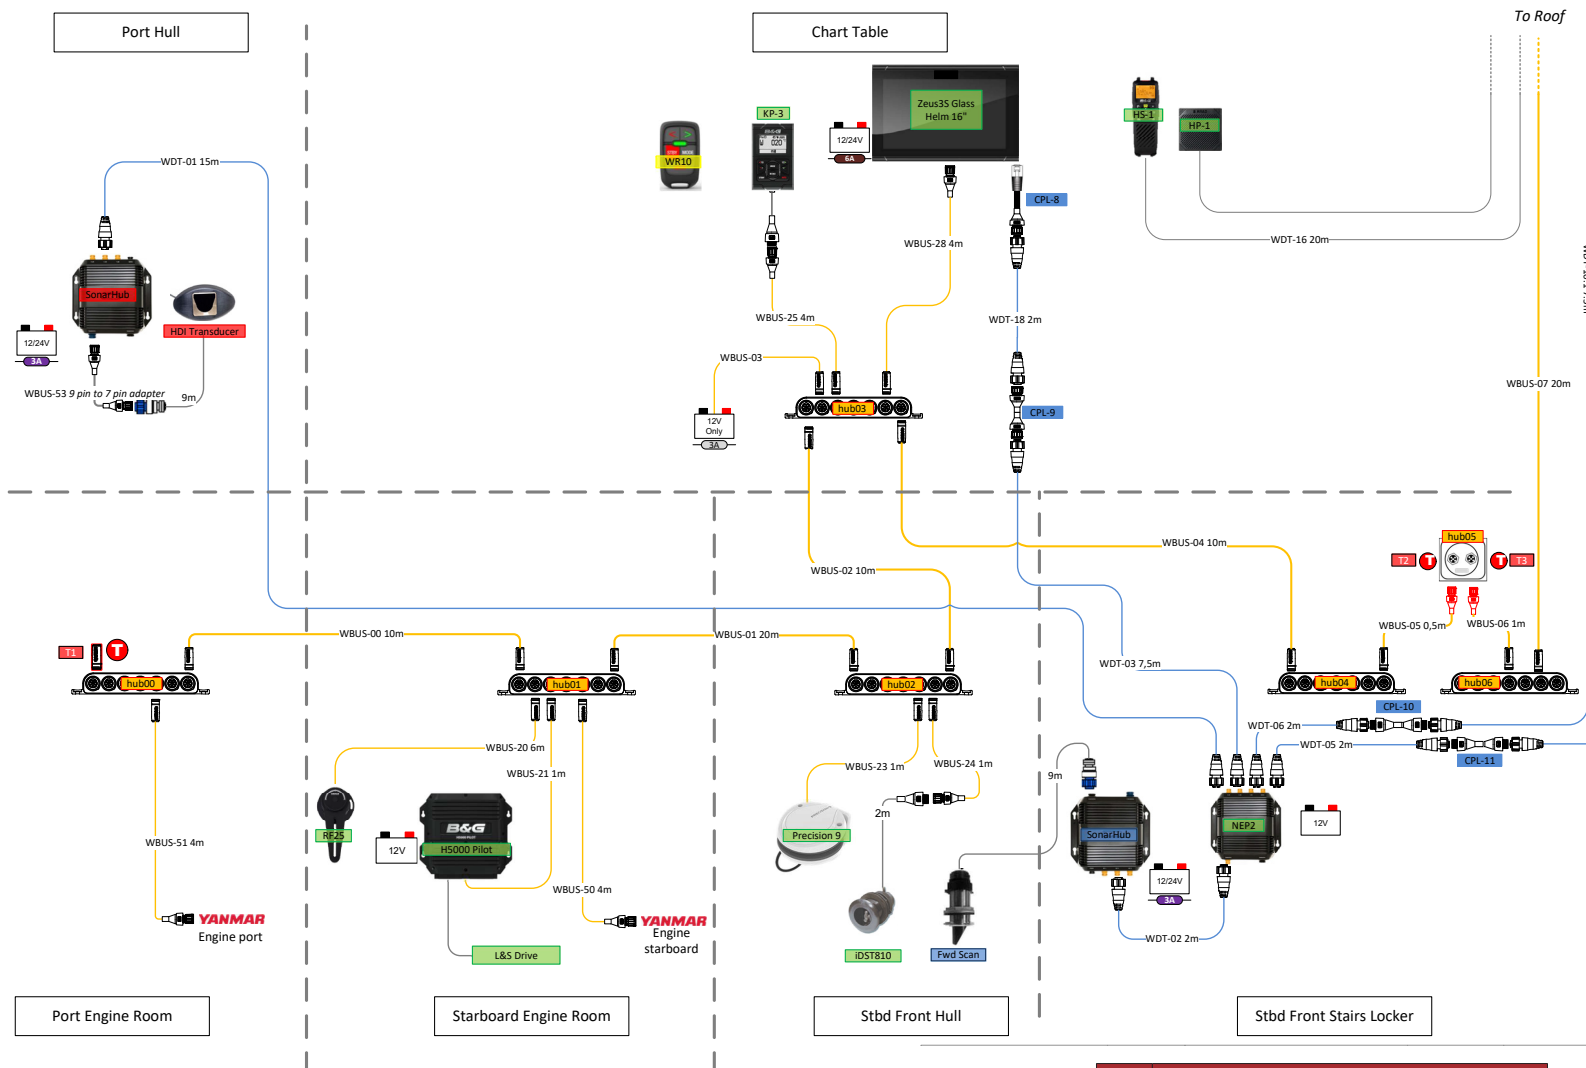 To Roof
Port Hull
Chart Table
Zeus3S Glass
Helm 16"
KP-3
12/24V
6A
WR10
HS-1
HP-1
WDT-01 15m
CPL-8
WDT-16 20m
WBUS-28 4m
SonarHub
HDI Transducer
12/24V
3A
WBUS-25 4m
WDT-18 2m
WBUS-03
WBUS-53 9 pin to 7 pin adapter
9m
WBUS-07 20m
hub03
12V
Only
3A
CPL-9
WBUS-04 10m
hub05
T2
T
T
T3
WBUS-02 10m
WBUS-05 0,5m
WBUS-06 1m
WBUS-00 10m
WBUS-01 20m
T1
T
WDT-03 7,5m
hub00
hub01
hub02
hub04
hub06
CPL-10
WDT-06 2m
WBUS-20 6m
WDT-05 2m
CPL-11
WBUS-21 1m
WBUS-23 1m
WBUS-24 1m
9m
2m
RF25
B&G
H5000 Pilot
12V
Precision 9
SonarHub
NEP2
12V
WBUS-51 4m
12/24V
3A
WBUS-50 4m
YANMAR
Engine port
YANMAR
Engine
starboard
WDT-02 2m
L&S Drive
iDST810
Fwd Scan
Port Engine Room
Starboard Engine Room
Stbd Front Hull
Stbd Front Stairs Locker